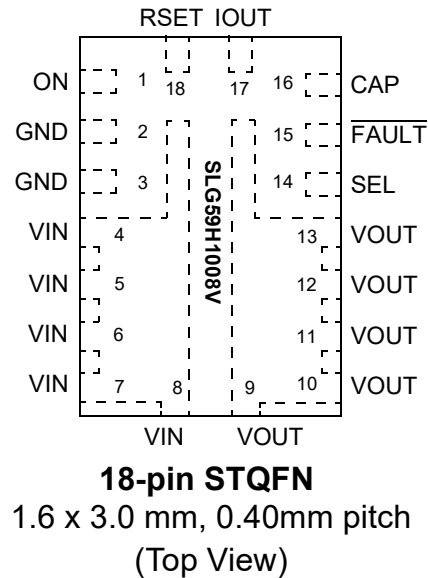 RSET IOUT
18 17
ON 1 16 CAP
GND 2 15 FAULT
GND 3 14 SEL
SLG59H1008V
VIN 4 13 VOUT
VIN 5 12 VOUT
VIN 6 11 VOUT
VIN 7 8 9 10 VOUT
VIN VOUT
18-pin STQFN
1.6 x 3.0 mm, 0.40mm pitch
(Top View)